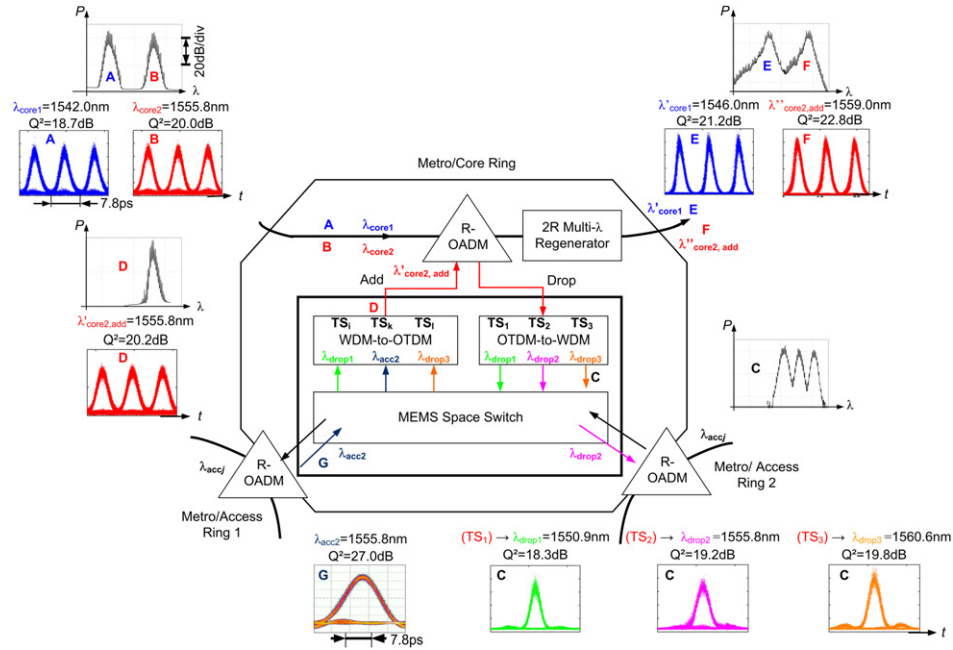 P
20dB/div
A
B
λ
λcore1=1542.0nm
λcore2=1555.8nm
Q²=18.7dB
Q²=20.0dB
A
B
t
7.8ps
P
E
F
λ
λ'core1=1546.0nm
λ''core2,add=1559.0nm
Q²=21.2dB
Q²=22.8dB
E
F
t
Metro/Core Ring
A
λcore1
B
λcore2
R-
OADM
2R Multi-λ
Regenerator
λ'core1 E
F
λ''core2, add
P
D
λ
λ'core2,add=1555.8nm
Q²=20.2dB
D
t
Add
λ'core2, add
Drop
D
TSi TSk TSl
WDM-to-OTDM
λdrop1 λacc2 λdrop3
TS1 TS2 TS3
OTDM-to-WDM
λdrop1 λdrop2 λdrop3
C
MEMS Space Switch
G
λacc2
λdrop2
P
C
λ
λaccj
R-
OADM
Metro/Access
Ring 1
λaccj
R-
OADM
Metro/ Access
Ring 2
λacc2=1555.8nm
Q²=27.0dB
G
7.8ps
(TS1) → λdrop1=1550.9nm
Q²=18.3dB
C
(TS2) → λdrop2=1555.8nm
Q²=19.2dB
C
(TS3) → λdrop3=1560.6nm
Q²=19.8dB
C
t